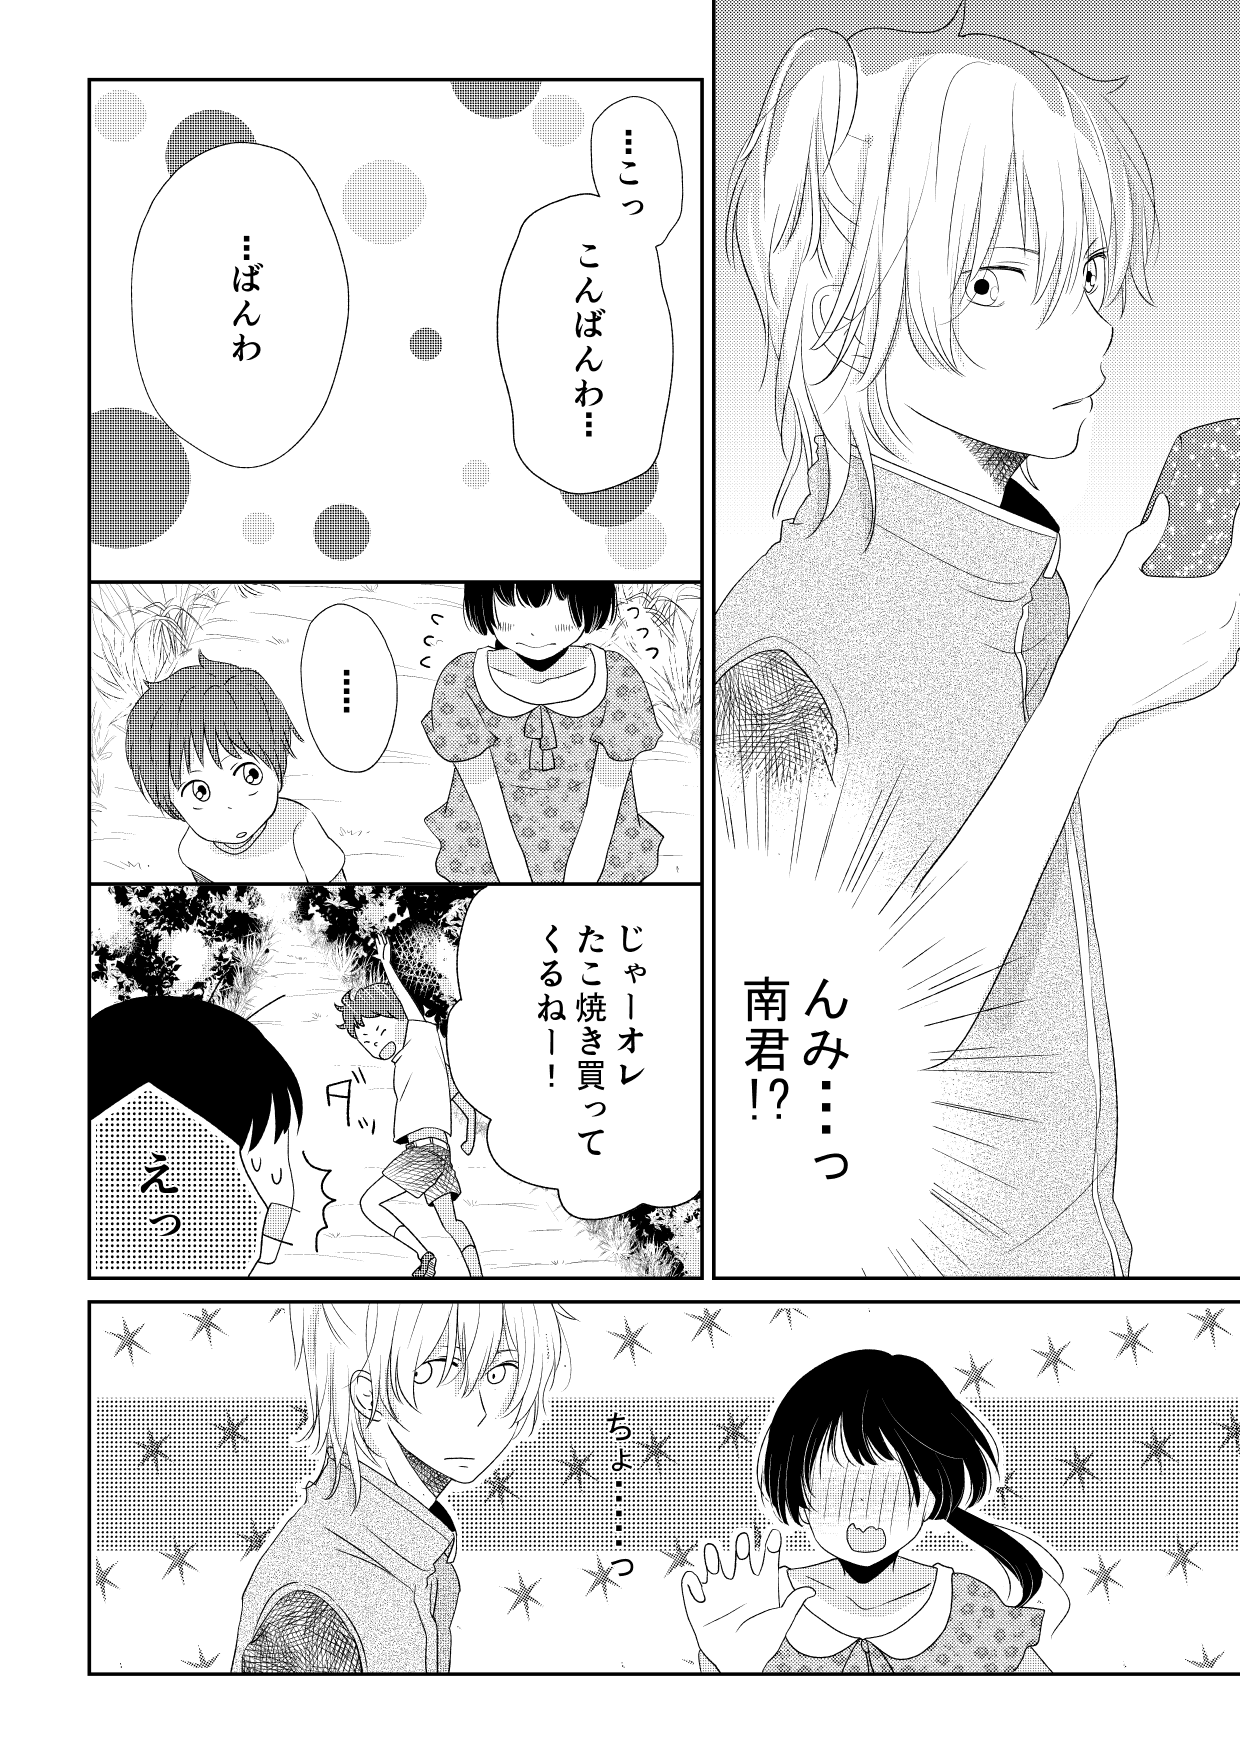 んみ…っ
南君!?
…こっ
こんばんわ…
…ばんわ
……
じゃーオレ
たこ焼き買って
くるねー!
ダ
えっ
ちょ……っ